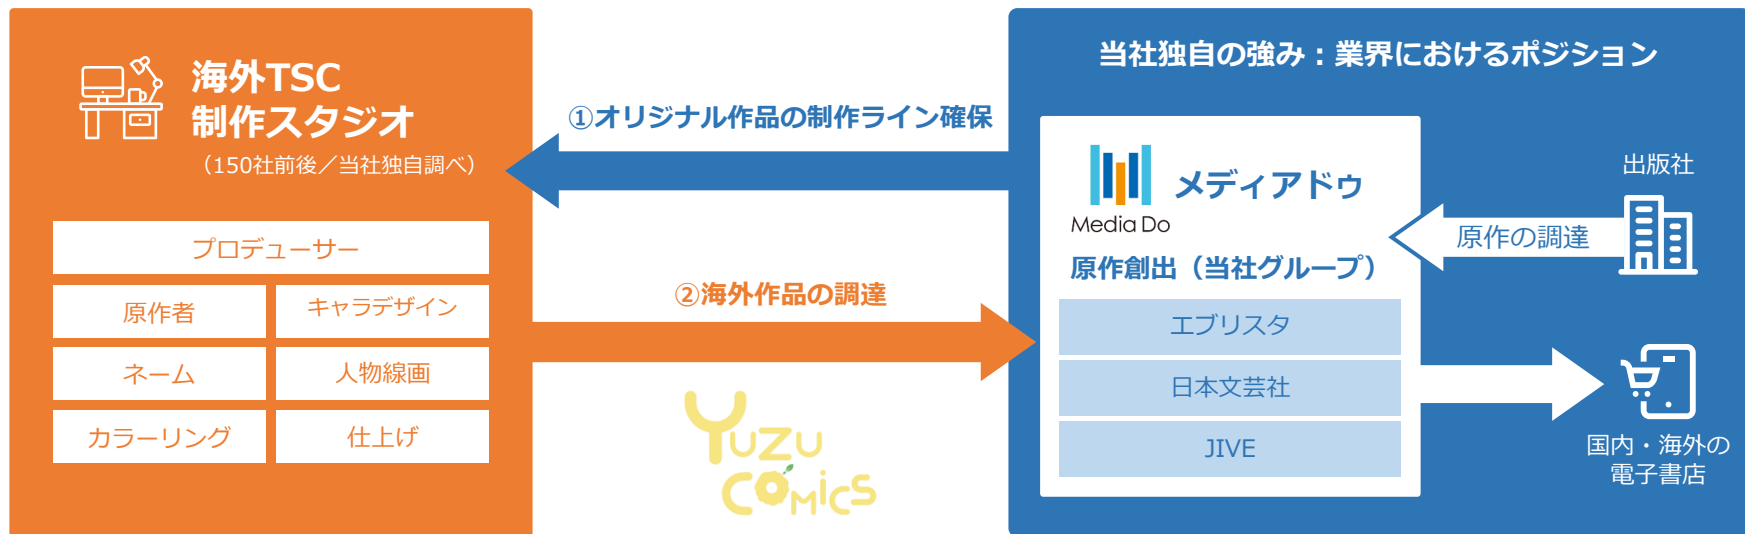 海外TSC
制作スタジオ
（150社前後／当社独自調べ）
プロデューサー
原作者
キャラデザイン
ネーム
人物線画
カラーリング
仕上げ
①オリジナル作品の制作ライン確保
②海外作品の調達
YUZU
COMICS
当社独自の強み：業界におけるポジション
メディアドゥ
Media Do
原作創出（当社グループ）
エブリスタ
日本文芸社
JIVE
出版社
原作の調達
国内・海外の
電子書店